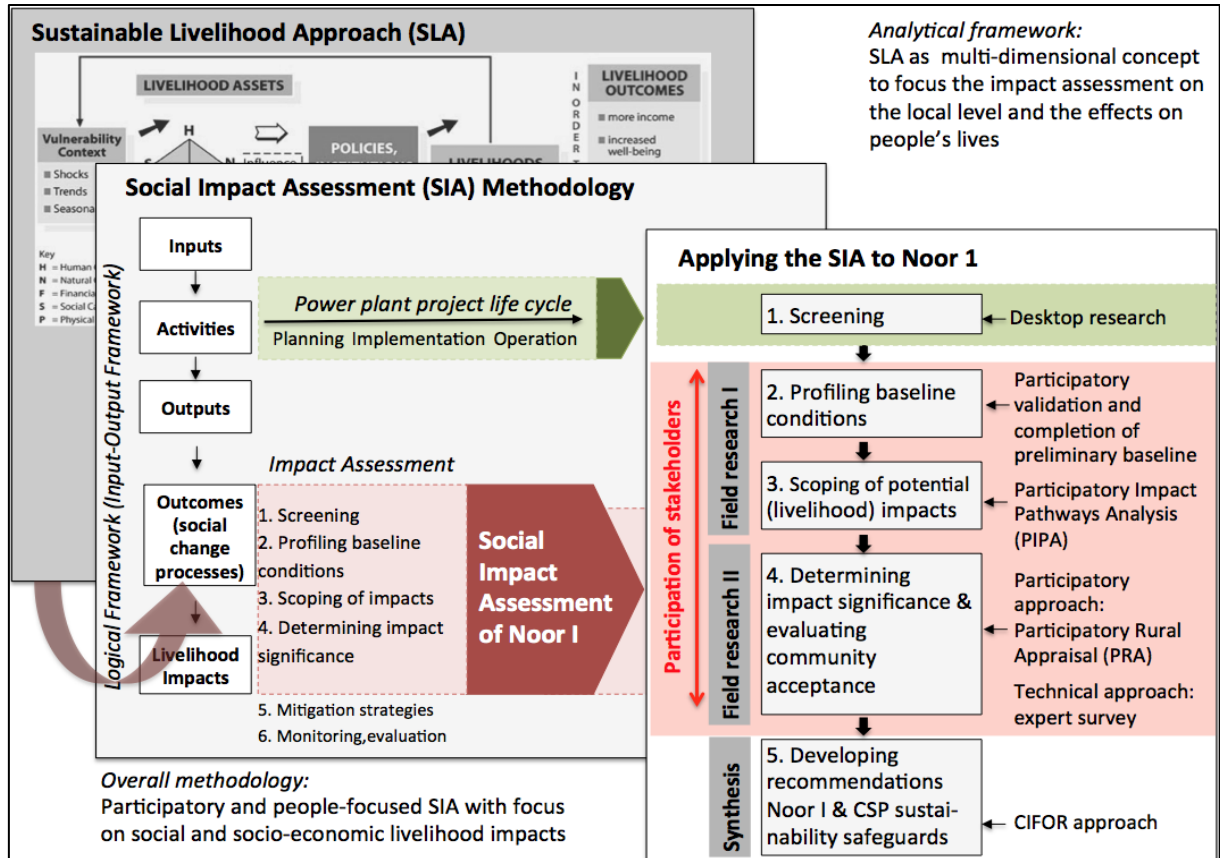 Sustainable Livelihood Approach (SLA)
LIVELIHOOD ASSETS
Vulnerability
Context
Shocks
Trends
H
N
POLICIES,
IN ORDER
LIVELIHOOD
OUTCOMES
more income
increased
well-being
Key
H = Human
N = Natural
F = Financia
S = Social Ca
P = Physical
Analytical framework:
SLA as multi-dimensional concept
to focus the impact assessment on
the local level and the effects on
people's lives
Social Impact Assessment (SIA) Methodology
Logical Framework (Input-Output Framework)
Inputs
Activities
Outputs
Outcomes
(social
change
processes)
Livelihood
Impacts
Power plant project life cycle
Planning Implementation Operation
Impact Assessment
1. Screening
2. Profiling baseline
conditions
3. Scoping of impacts
4. Determining impact
significance
5. Mitigation strategies
6. Monitoring,evaluation
Social
Impact
Assessment
of Noor I
Overall methodology:
Participatory and people-focused SIA with focus
on social and socio-economic livelihood impacts
Applying the SIA to Noor 1
1. Screening
Desktop research
Participation of stakeholders
Field research I
2. Profiling baseline
conditions
Participatory
validation and
completion of
preliminary baseline
3. Scoping of potential
(livelihood) impacts
Participatory Impact
Pathways Analysis
(PIPA)
Field research II
4. Determining
impact significance &
evaluating
community
acceptance
Participatory
approach:
Participatory Rural
Appraisal (PRA)
Technical approach:
expert survey
Synthesis
5. Developing
recommendations
Noor I & CSP sustai-
nability safeguards
CIFOR approach